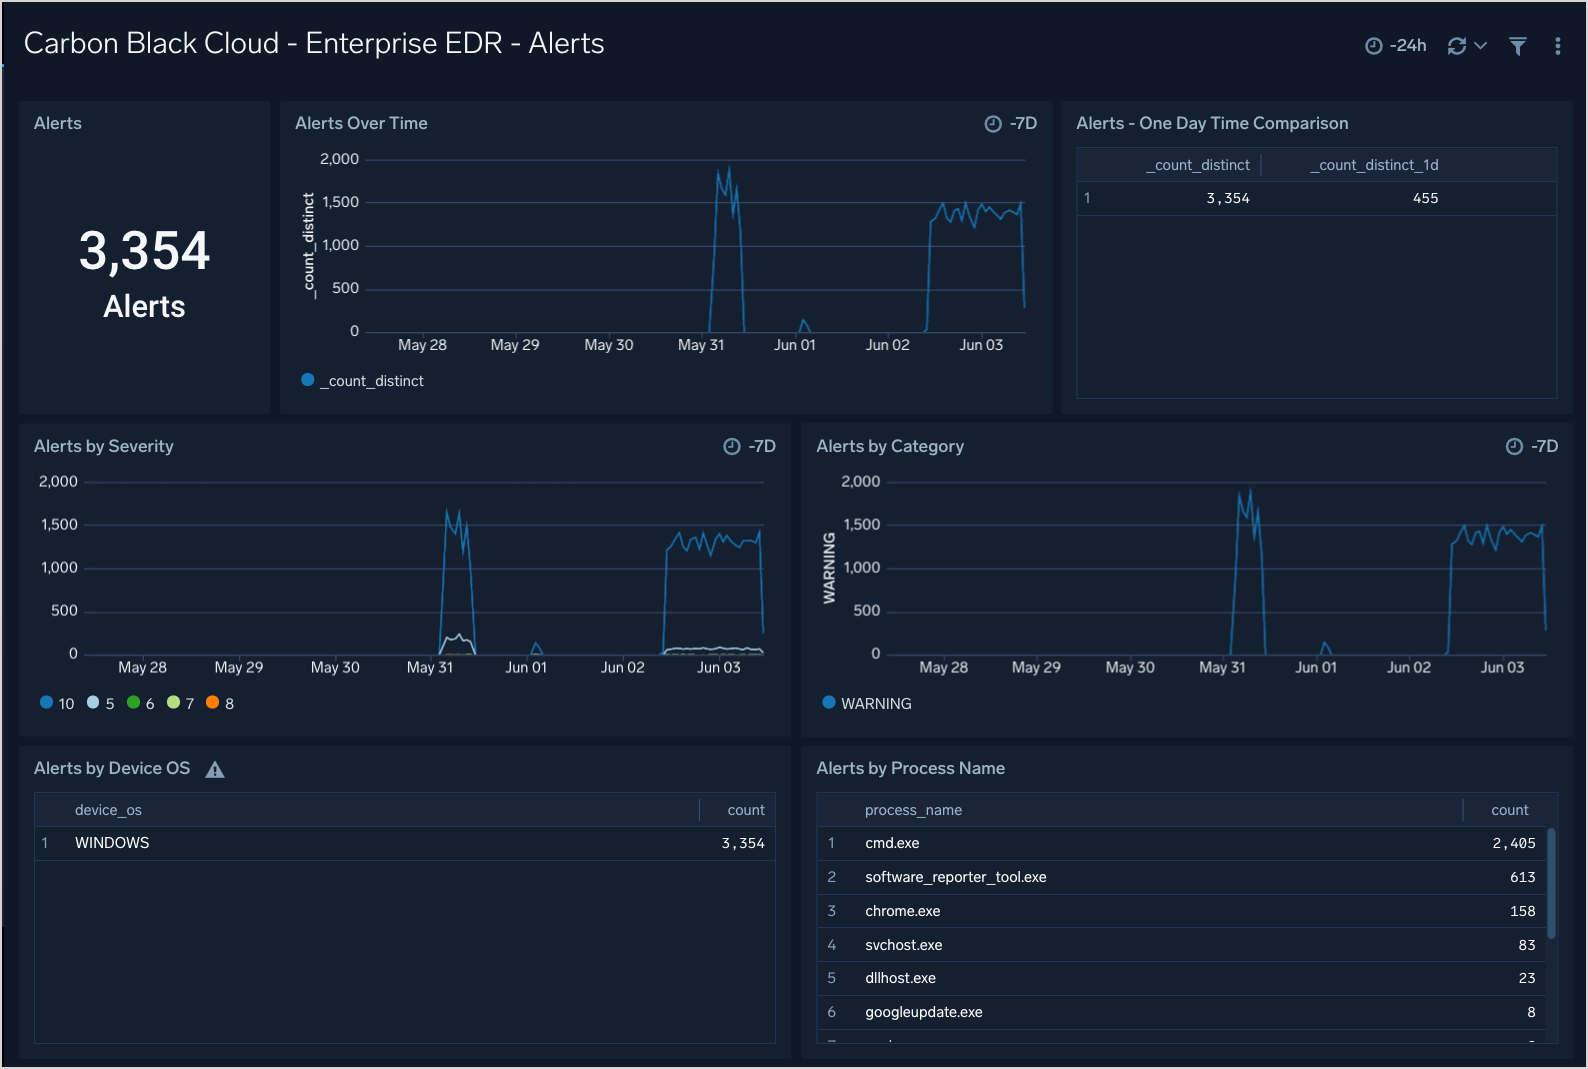 Carbon Black Cloud - Enterprise EDR - Alerts
-24h
Alerts
3,354
Alerts
Alerts Over Time
-7D
_count_distinct
2,000
1,500
1,000
500
0
May 28 May 29 May 30 May 31 Jun 01 Jun 02 Jun 03
_count_distinct
Alerts - One Day Time Comparison
_count_distinct _count_distinct_1d
1 3,354 455
Alerts by Severity
-7D
2,000
1,500
1,000
500
0
May 28 May 29 May 30 May 31 Jun 01 Jun 02 Jun 03
10 5 6 7 8
Alerts by Category
-7D
WARNING
2,000
1,500
1,000
500
0
May 28 May 29 May 30 May 31 Jun 01 Jun 02 Jun 03
WARNING
Alerts by Device OS
device_os count
1 WINDOWS 3,354
Alerts by Process Name
process_name count
1 cmd.exe 2,405
2 software_reporter_tool.exe 613
3 chrome.exe 158
4 svchost.exe 83
5 dllhost.exe 23
6 googleupdate.exe 8